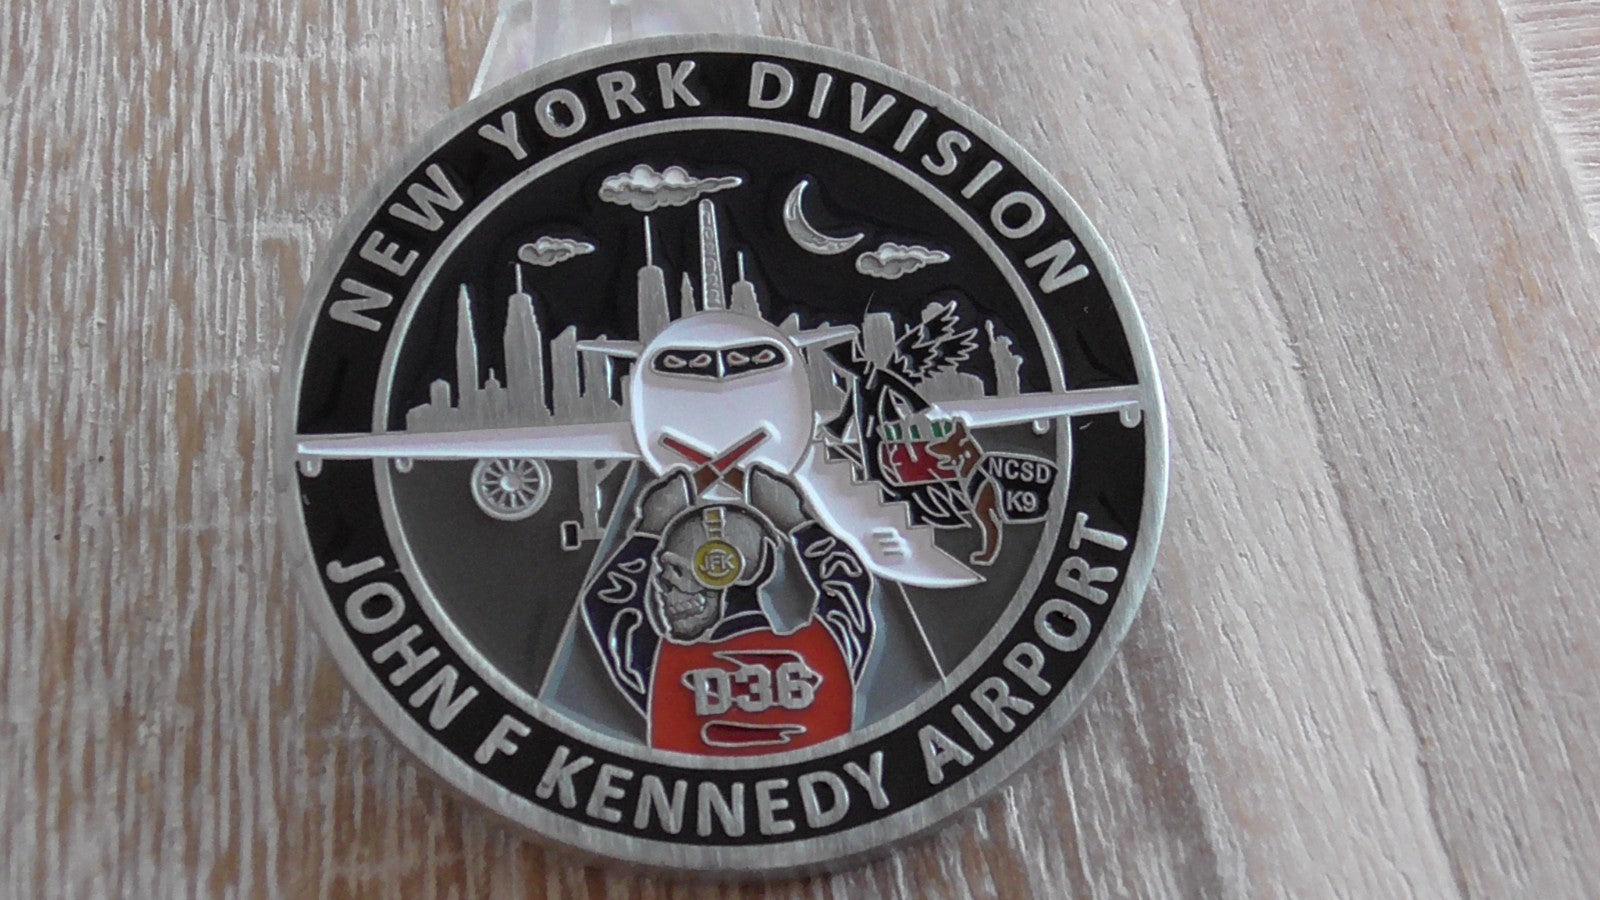 NEW YORK DIVISION
NCSD
K9
JFK
D36
JOHN F KENNEDY AIRPORT